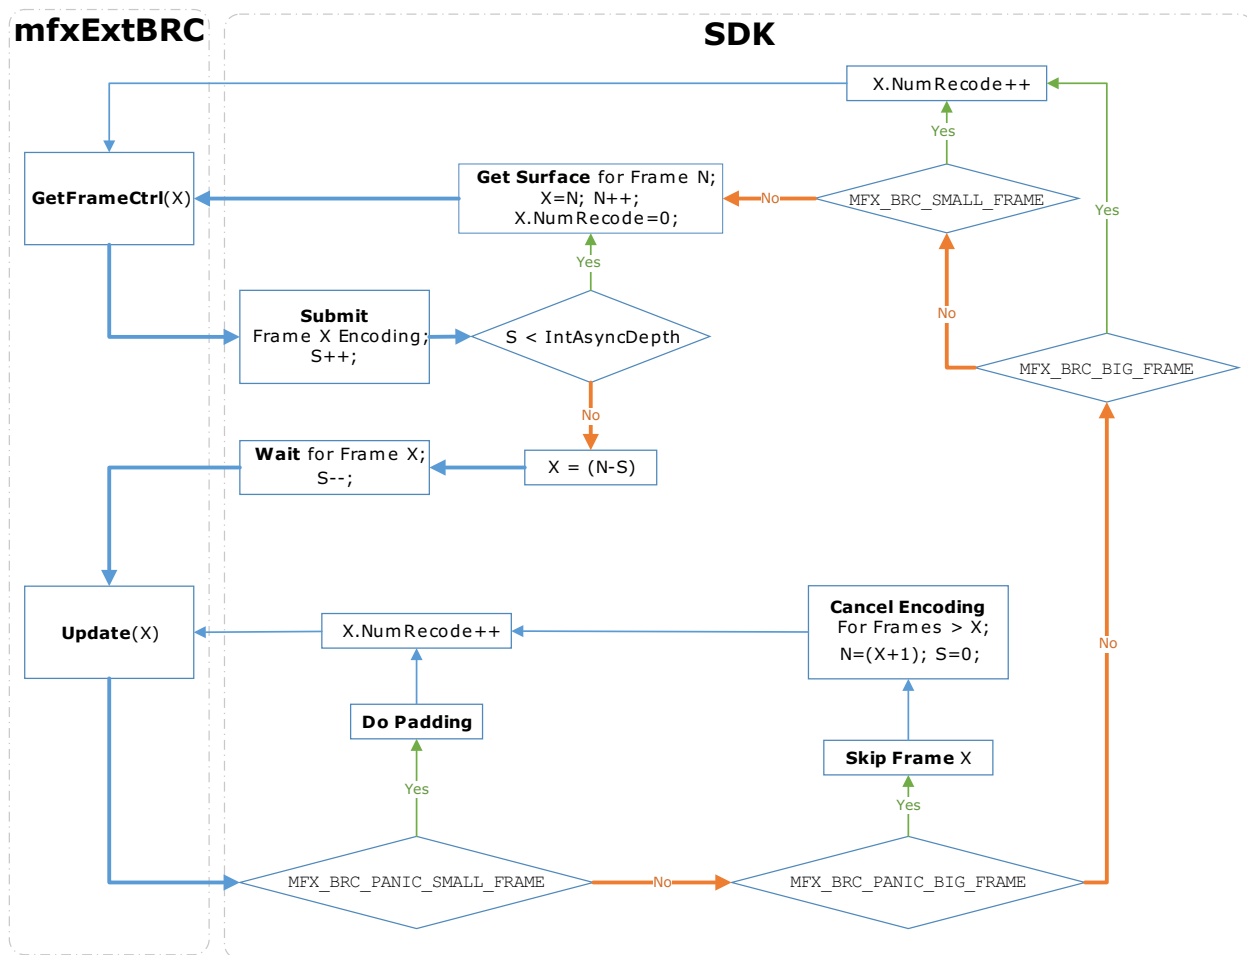 mfxExtBRC
SDK
X.NumRecode++
Yes
GetFrameCtrl(X)
Get Surface for Frame N;
X=N; N++;
X.NumRecode=0;
No
MFX_BRC_SMALL_FRAME
Yes
Yes
Submit
Frame X Encoding;
S++;
S < IntAsyncDepth
No
MFX_BRC_BIG_FRAME
No
Wait for Frame X;
S--;
X = (N-S)
Update(X)
X.NumRecode++
Cancel Encoding
For Frames > X;
N=(X+1); S=0;
No
Do Padding
Skip Frame X
Yes
Yes
MFX_BRC_PANIC_SMALL_FRAME
No
MFX_BRC_PANIC_BIG_FRAME